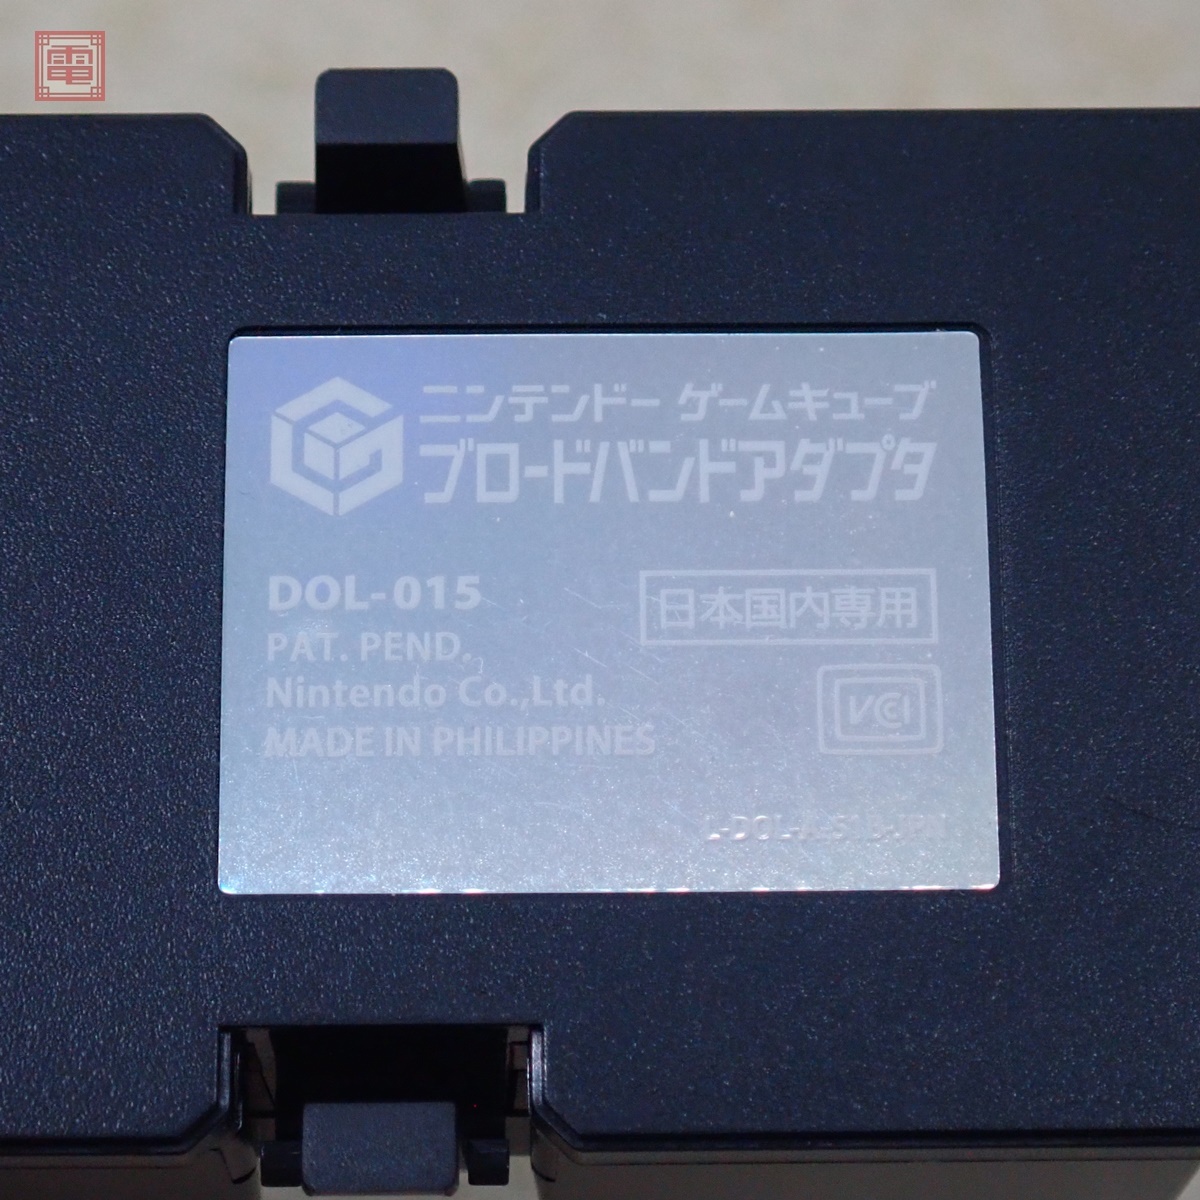 電
ニンテンドー ゲームキューブ
ブロードバンドアダプタ
DOL-015
日本国内専用
PAT. PEND.
Nintendo Co.,Ltd.
VCCI
MADE IN PHILIPPINES